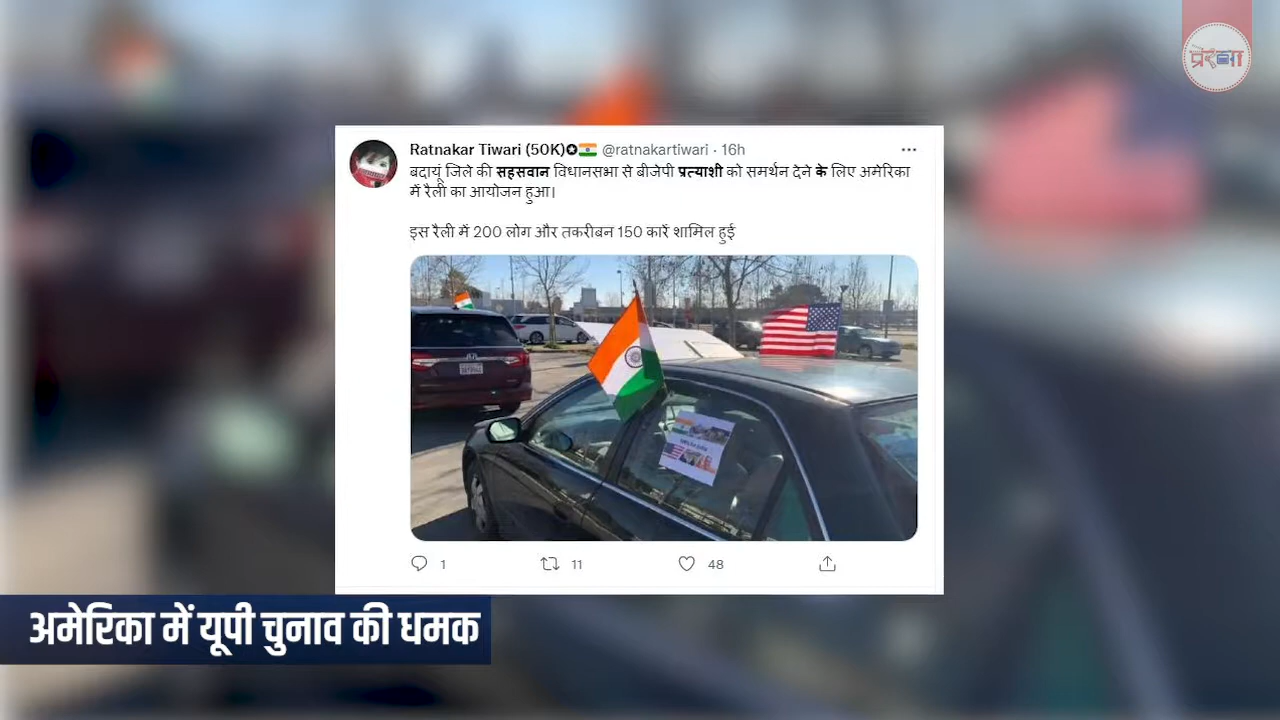 प्रेरणा
Ratnakar Tiwari (50K) @ratnakartiwari · 16h
बदायूं जिले की सहसवान विधानसभा से बीजेपी प्रत्याशी को समर्थन देने के लिए अमेरिका
में रैली का आयोजन हुआ।
इस रैली में 200 लोग और तकरीबन 150 कारें शामिल हुई
1 11 48
अमेरिका में यूपी चुनाव की धमक